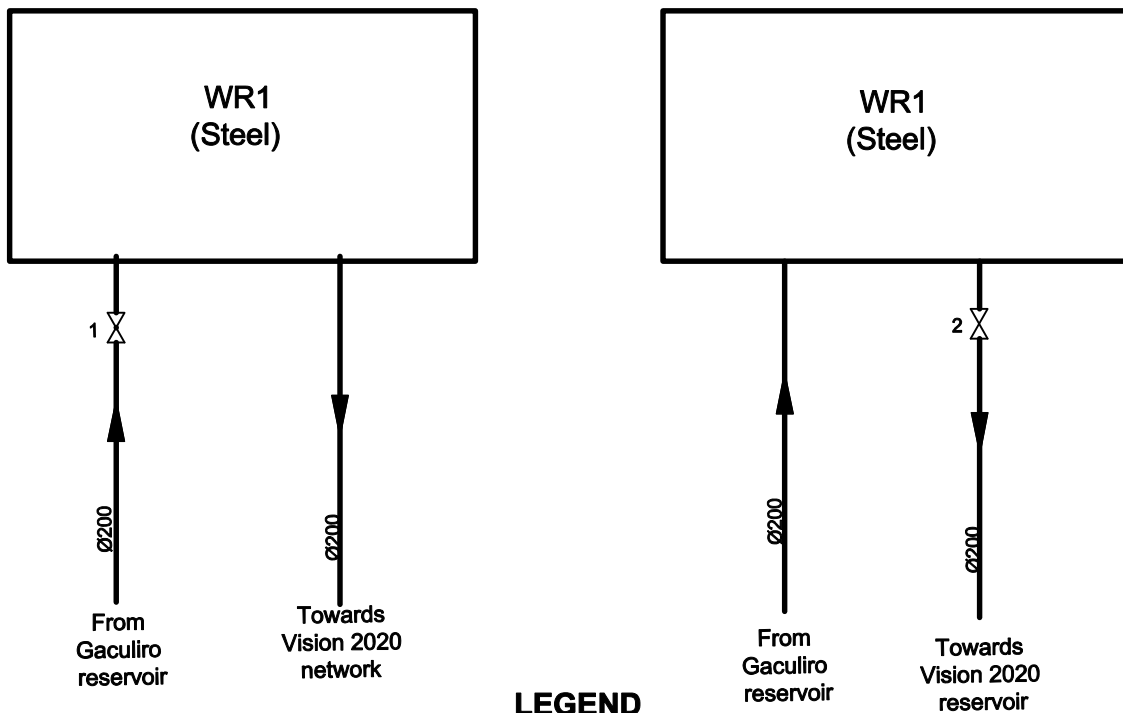 WR1
(Steel)
1
Ø200
Ø200
From
Gaculiro
reservoir
Towards
Vision 2020
network
WR1
(Steel)
2
Ø200
Ø200
From
Gaculiro
reservoir
Towards
Vision 2020
reservoir
LEGEND